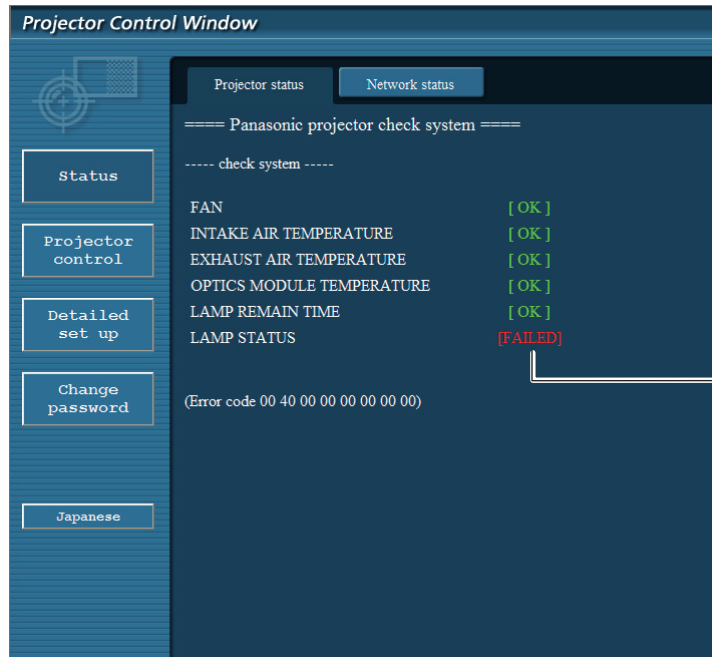 Projector Control Window
Projector status
Network status
==== Panasonic projector check system ====
----- check system -----
FAN [ OK ]
INTAKE AIR TEMPERATURE [ OK ]
EXHAUST AIR TEMPERATURE [ OK ]
OPTICS MODULE TEMPERATURE [ OK ]
LAMP REMAIN TIME [ OK ]
LAMP STATUS [FAILED]
(Error code 00 40 00 00 00 00 00 00)
Status
Projector
control
Detailed
set up
Change
password
Japanese